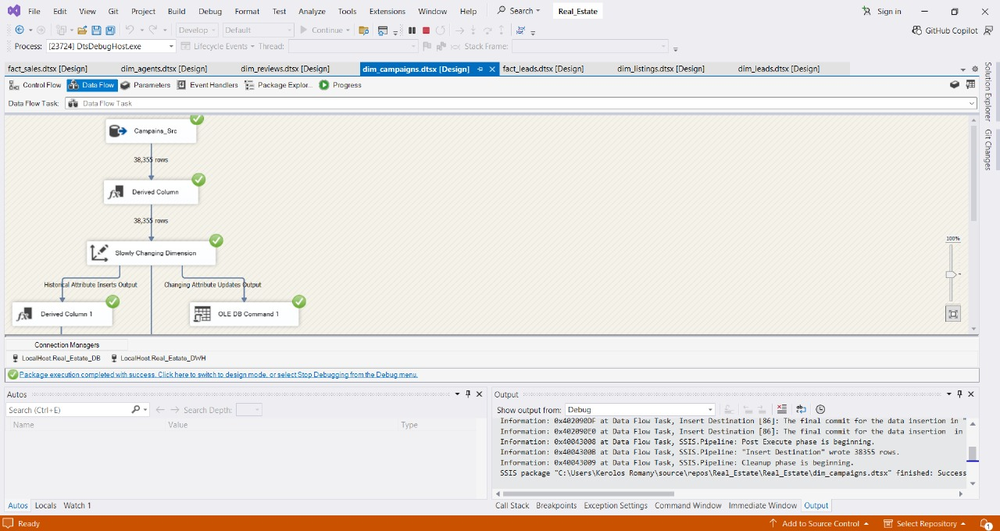 File Edit View Git Project Build Debug Format Test Analyze Tools Extensions Window Help Search Real_Estate Sign in
Develop Default Continue GitHub Copilot
Process: [23724] DtsDebugHost.exe Lifecycle Events Thread: Stack Frame:
fact_sales.dtsx [Design] dim_agents.dtsx [Design] dim_reviews.dtsx [Design] dim_campaigns.dtsx [Design] fact_leads.dtsx [Design] dim_listings.dtsx [Design] dim_leads.dtsx [Design]
Control Flow Data Flow Parameters Event Handlers Package Explor... Progress
Data Flow Task: Data Flow Task
Solution Explorer
Git Changes
Campains_Src
38,355 rows
Derived Column
38,355 rows
Slowly Changing Dimension
Historical Attribute Inserts Output Changing Attribute Updates Output
Derived Column 1 OLE DB Command 1
100%
Connection Managers
LocalHost.Real_Estate_DB LocalHost.Real_Estate_DWH
Package execution completed with success. Click here to switch to design mode, or select Stop Debugging from the Debug menu.
Autos
Search (Ctrl+E) Search Depth:
Name Value Type
Output
Show output from: Debug
Information: 0x402090DF at Data Flow Task, Insert Destination [86]: The final commit for the data insertion in "
Information: 0x402090E0 at Data Flow Task, Insert Destination [86]: The final commit for the data insertion in
Information: 0x40043008 at Data Flow Task, SSIS.Pipeline: Post Execute phase is beginning.
Information: 0x4004300B at Data Flow Task, SSIS.Pipeline: "Insert Destination" wrote 38355 rows.
Information: 0x40043009 at Data Flow Task, SSIS.Pipeline: Cleanup phase is beginning.
SSIS package "C:\Users\Kerolos Romany\source\repos\Real_Estate\Real_Estate\dim_campaigns.dtsx" finished: Success
Autos Locals Watch 1
Call Stack Breakpoints Exception Settings Command Window Immediate Window Output
Ready Add to Source Control Select Repository 1